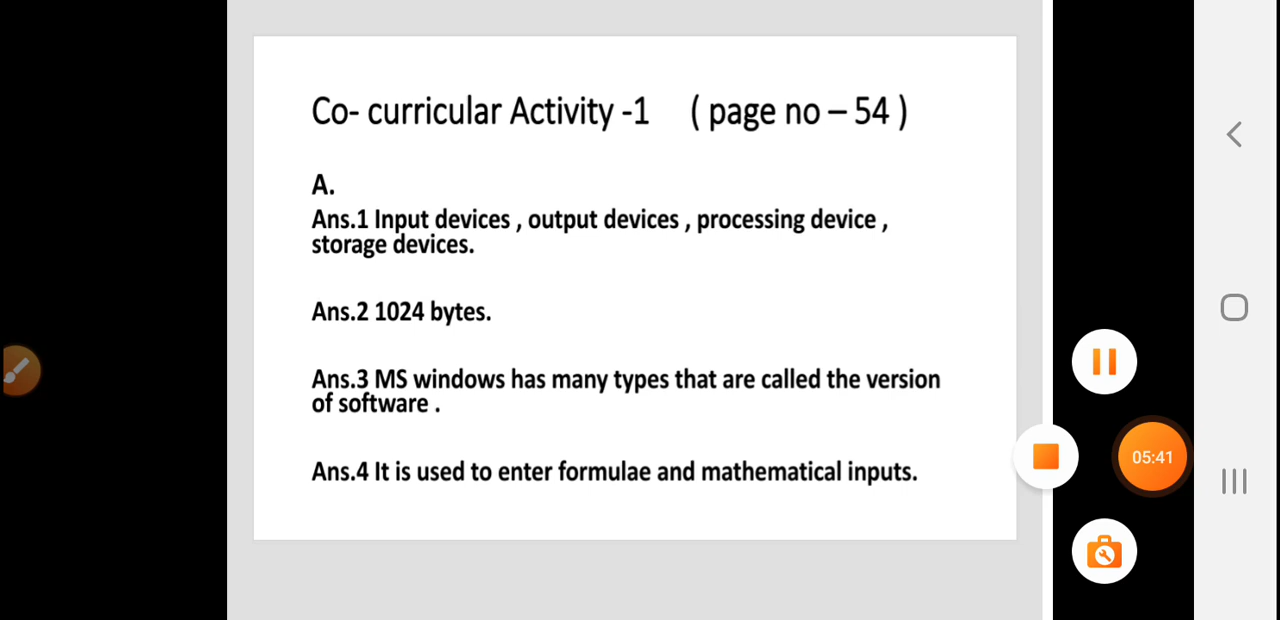 Co- curricular Activity -1 ( page no – 54 )
A.
Ans.1 Input devices , output devices , processing device ,
storage devices.
Ans.2 1024 bytes.
Ans.3 MS windows has many types that are called the version
of software .
Ans.4 It is used to enter formulae and mathematical inputs.
05:41